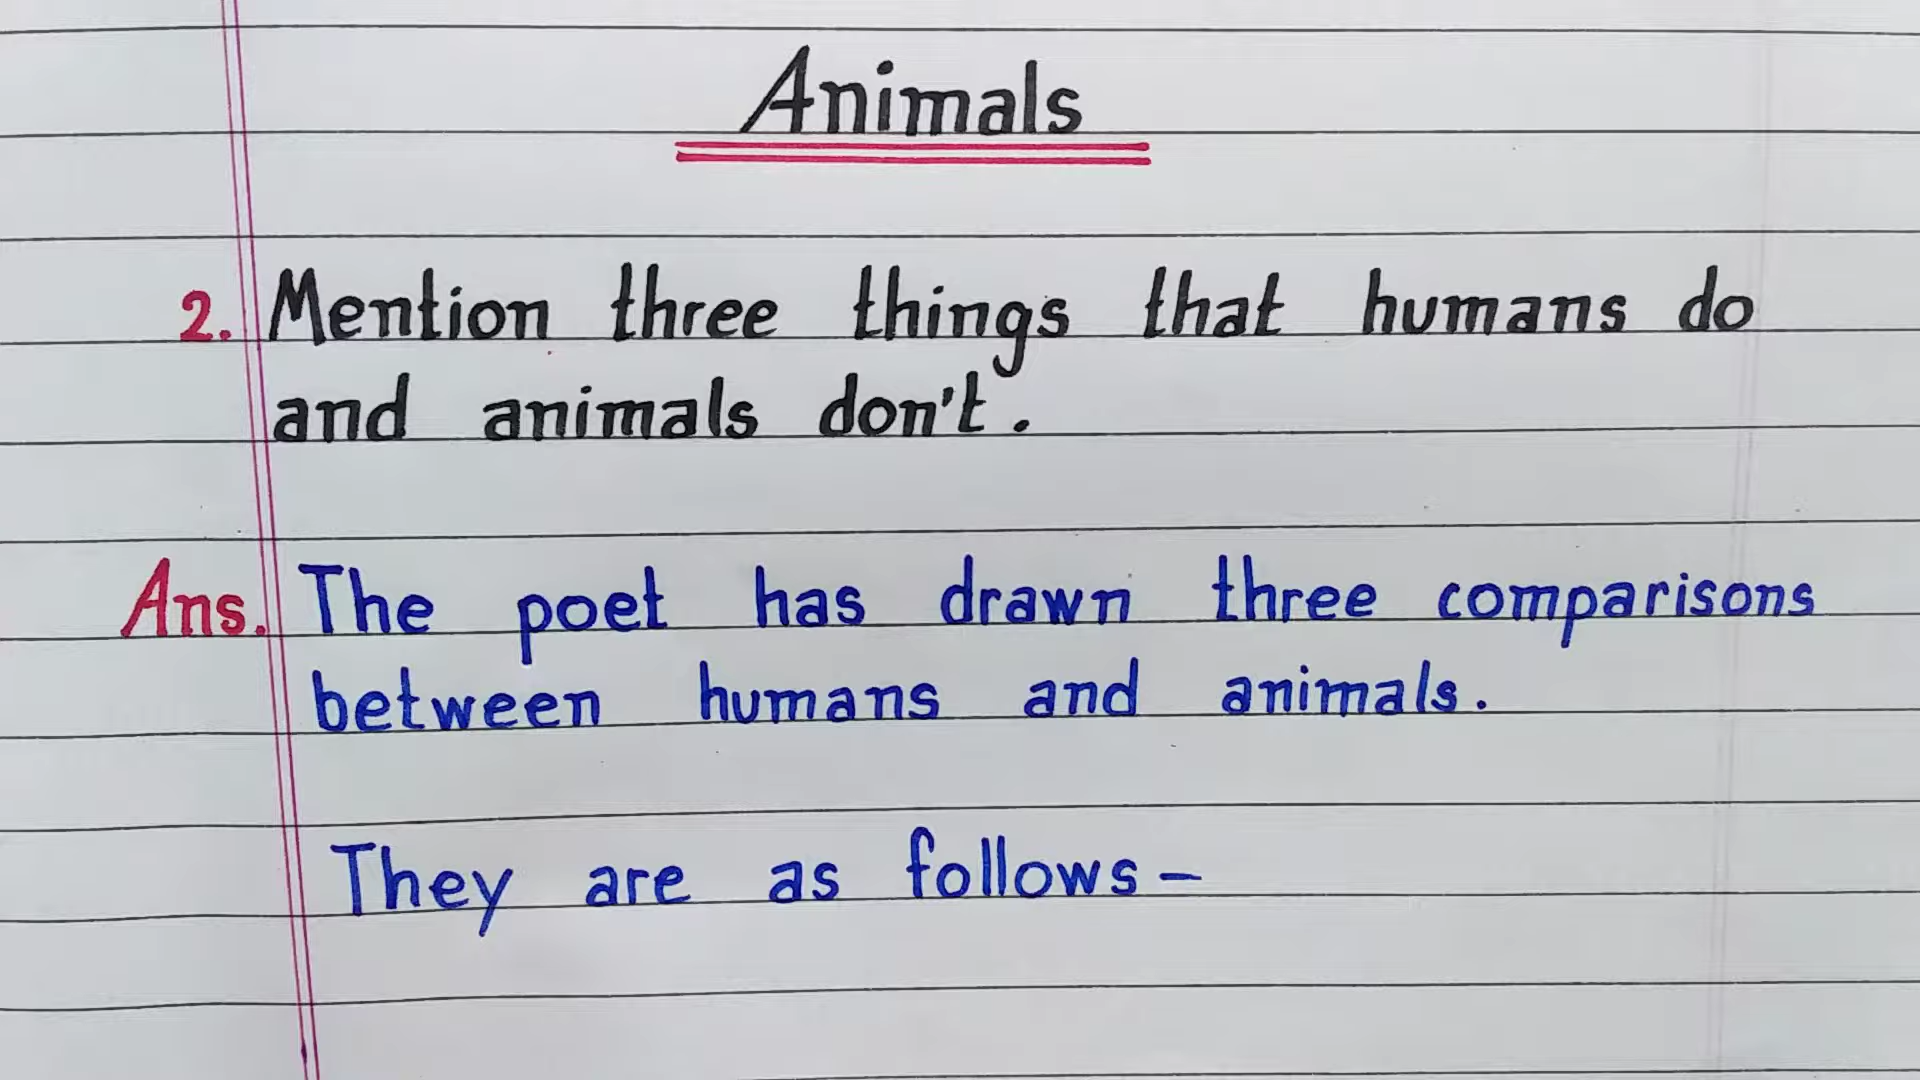 Animals
2. Mention three things that humans do
and animals don't.
Ans. The poet has drawn three comparisons
between humans and animals.
They are as follows-